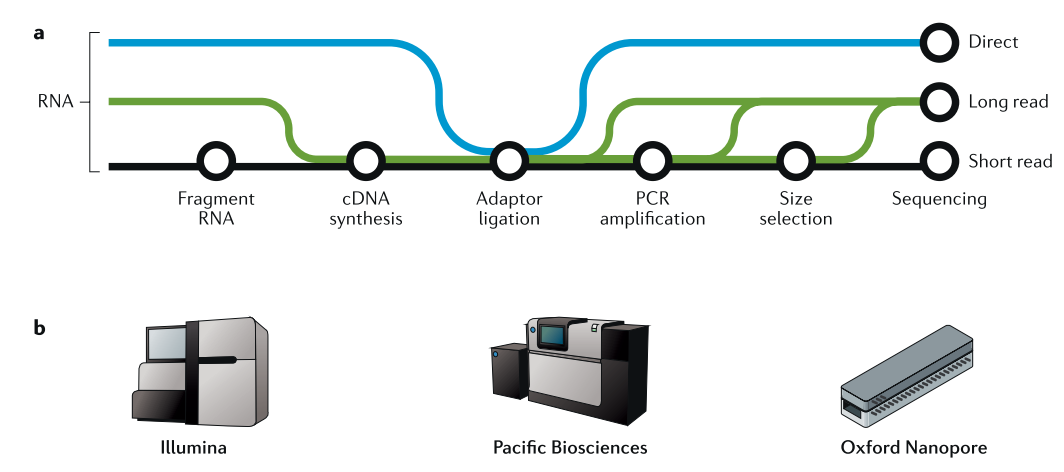 a
Direct
RNA
Long read
Short read
Fragment
RNA
cDNA
synthesis
Adaptor
ligation
PCR
amplification
Size
selection
Sequencing
b
Illumina
Pacific Biosciences
Oxford Nanopore